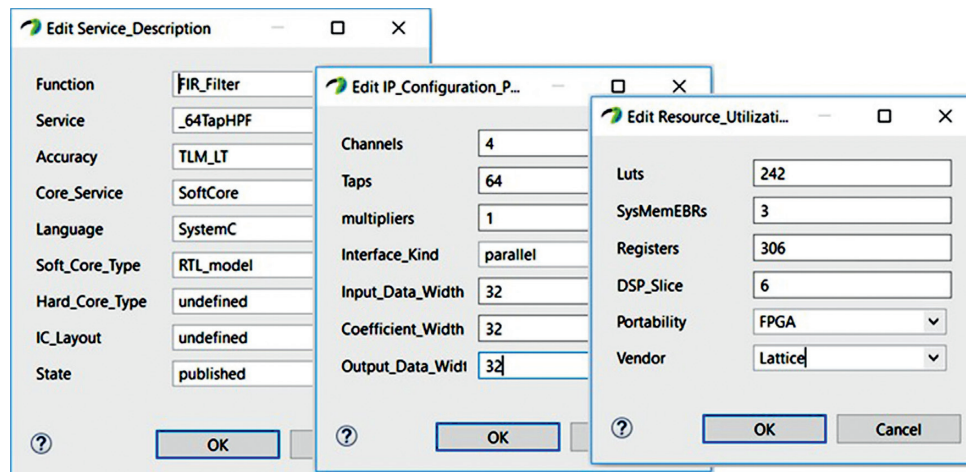 Edit Service_Description
Function FIR_Filter
Service _64TapHPF
Accuracy TLM_LT
Core_Service SoftCore
Language SystemC
Soft_Core_Type RTL_model
Hard_Core_Type undefined
IC_Layout undefined
State published
? OK
Edit IP_Configuration_P...
Channels 4
Taps 64
multipliers 1
Interface_Kind parallel
Input_Data_Width 32
Coefficient_Width 32
Output_Data_Widt 32
? OK
Edit Resource_Utilizati...
Luts 242
SysMemEBRs 3
Registers 306
DSP_Slice 6
Portability FPGA
Vendor Lattice
? OK Cancel